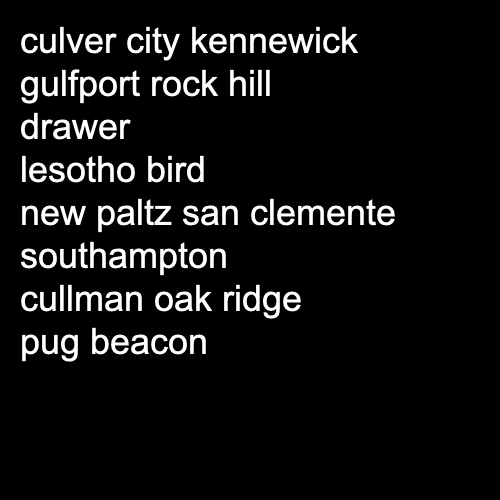 culver city kennewick
gulfport rock hill
drawer
lesotho bird
new paltz san clemente
southampton
cullman oak ridge
pug beacon